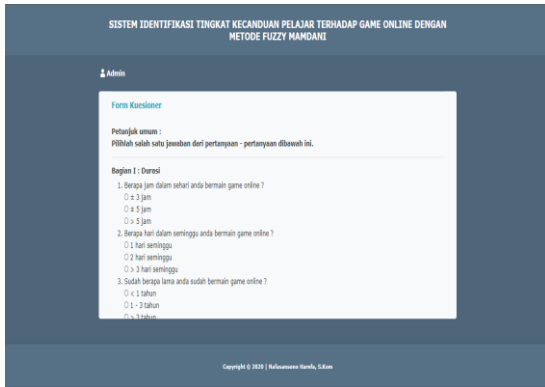 SISTEM IDENTIFIKASI TINGKAT KECANDUAN PELAJAR TERHADAP GAME ONLINE DENGAN
METODE FUZZY MAMDANI
Admin
Form Kuesioner
Petunjuk umum :
Pilihlah salah satu jawaban dari pertanyaan - pertanyaan dibawah ini.
Bagian I : Durasi
1. Berapa jam dalam sehari anda bermain game online ?
± 3 jam
± 5 jam
> 5 jam
2. Berapa hari dalam seminggu anda bermain game online ?
1 hari seminggu
2 hari seminggu
> 3 hari seminggu
3. Sudah berapa lama anda sudah bermain game online ?
< 1 tahun
1 - 3 tahun
> 3 tahun
Copyright © 2020 | S.Kom